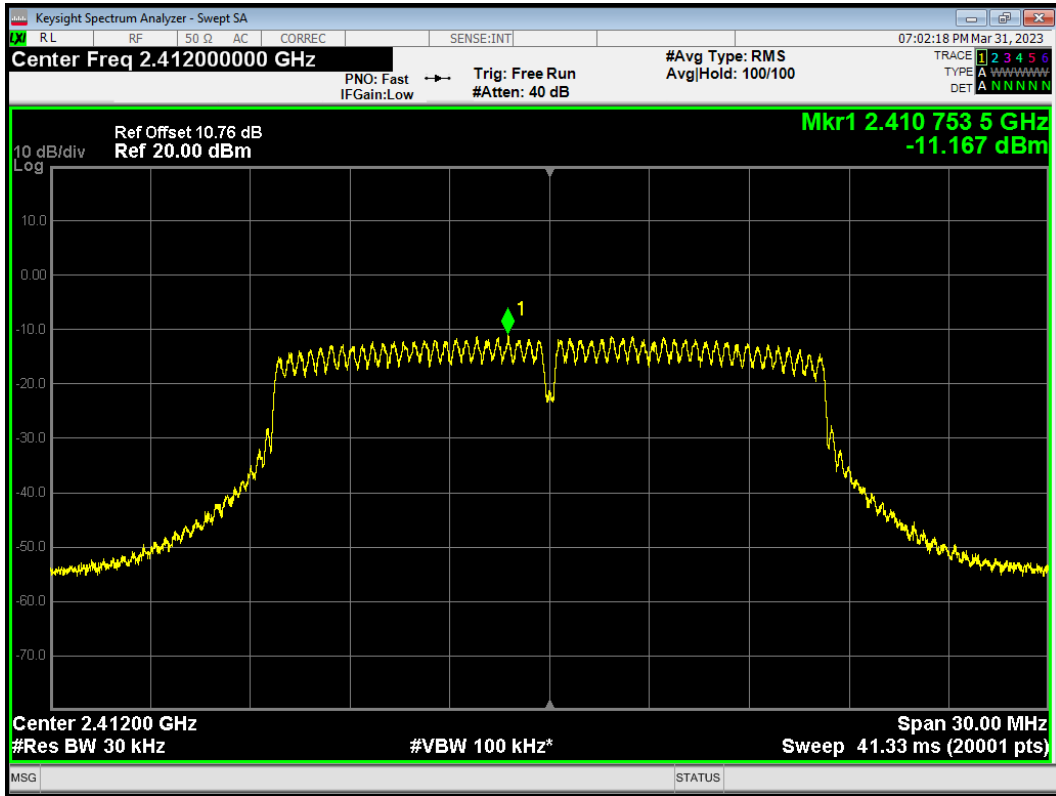 Keysight Spectrum Analyzer - Swept SA
LXI RL RF 50 Ω AC CORREC SENSE:INT 07:02:18 PM Mar 31, 2023
Center Freq 2.412000000 GHz
#Avg Type: RMS
TRACE 1 2 3 4 5 6
PNO: Fast
Trig: Free Run
Avg|Hold: 100/100
TYPE A WWWWW
IFGain:Low
#Atten: 40 dB
DET A N N N N N
Mkr1 2.410 753 5 GHz
-11.167 dBm
Ref Offset 10.76 dB
10 dB/div Ref 20.00 dBm
Log
1
10.0
0.00
-10.0
-20.0
-30.0
-40.0
-50.0
-60.0
-70.0
Center 2.41200 GHz Span 30.00 MHz
#Res BW 30 kHz #VBW 100 kHz* Sweep 41.33 ms (20001 pts)
MSG STATUS